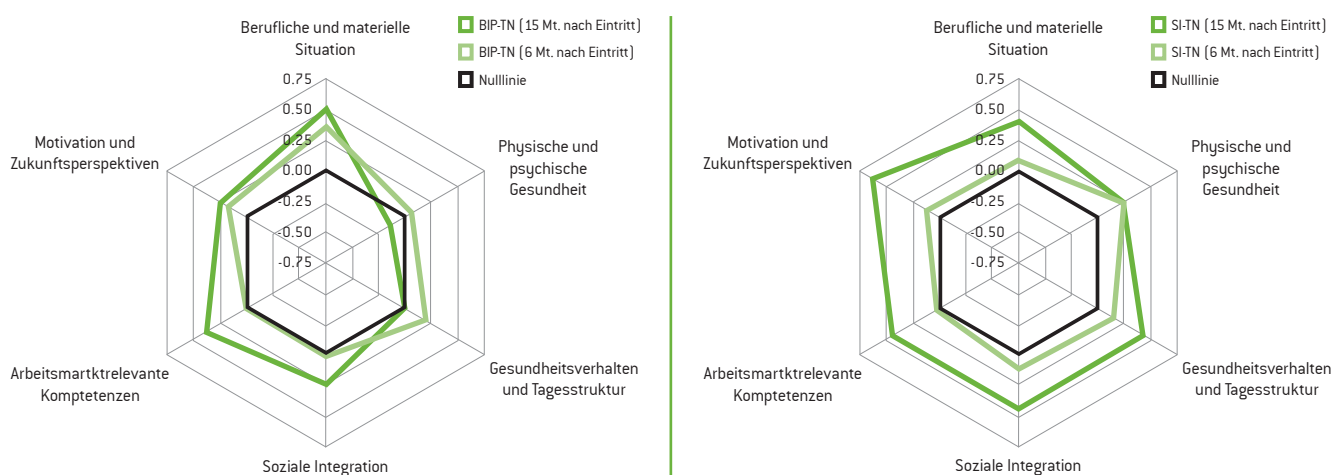 Berufliche und materielle
Situation
BIP-TN (15 Mt. nach Eintritt)
BIP-TN (6 Mt. nach Eintritt)
Nulllinie
0.75
0.50
0.25
0.00
-0.25
-0.50
-0.75
Motivation und
Zukunftsperspektiven
Physische und
psychische
Gesundheit
Arbeitsmartktrelevante
Komptetenzen
Gesundheitsverhalten
und Tagesstruktur
Soziale Integration
Berufliche und materielle
Situation
SI-TN (15 Mt. nach Eintritt)
SI-TN (6 Mt. nach Eintritt)
Nulllinie
0.75
0.50
0.25
0.00
-0.25
-0.50
-0.75
Motivation und
Zukunftsperspektiven
Physische und
psychische
Gesundheit
Arbeitsmartktrelevante
Komptetenzen
Gesundheitsverhalten
und Tagesstruktur
Soziale Integration